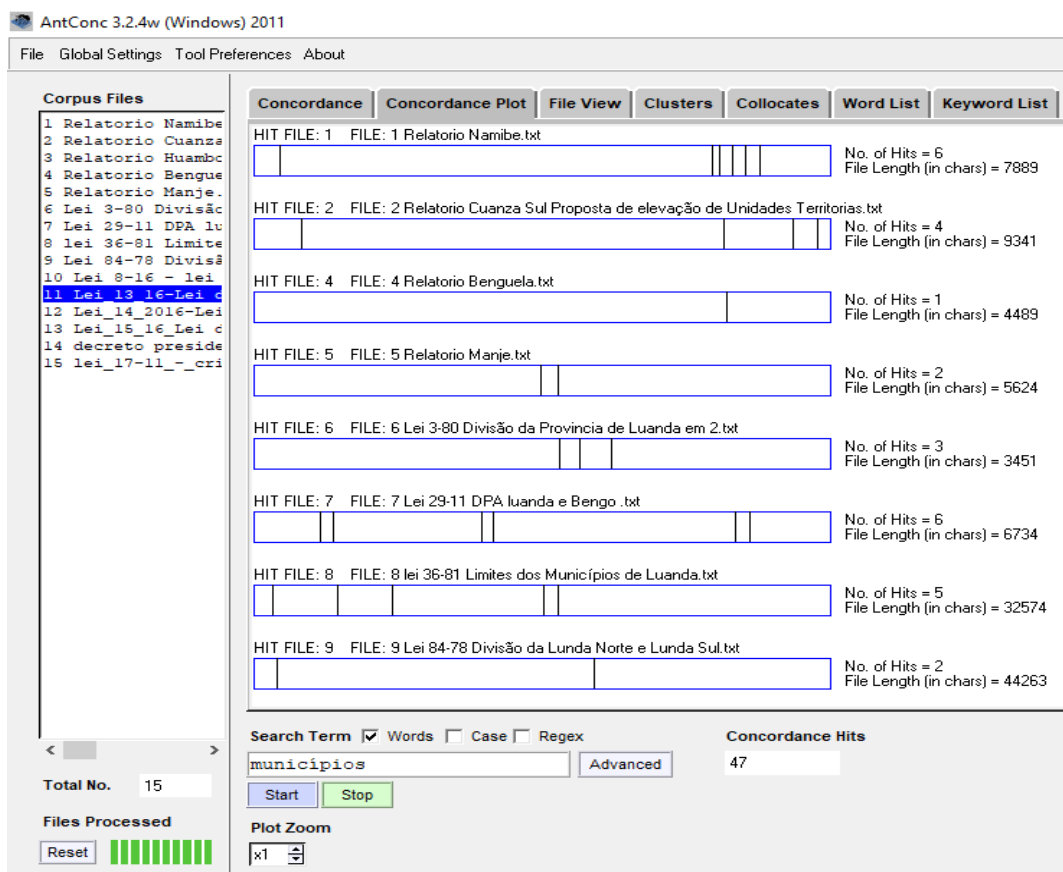 AntConc 3.2.4w (Windows) 2011
File Global Settings Tool Preferences About
Corpus Files
1 Relatorio Namibe
2 Relatorio Cuanza
3 Relatorio Huambo
4 Relatorio Bengue
5 Relatorio Manje.
6 Lei 3-80 Divisão
7 Lei 29-11 DPA lu
8 lei 36-81 Limite
9 Lei 84-78 Divisã
10 Lei 8-16 - lei
11 Lei_13_16-Lei d
12 Lei_14_2016-Lei
13 Lei_15_16_Lei d
14 decreto preside
15 lei_17-11_-_cri
Total No. 15
Files Processed
Reset
Concordance Concordance Plot File View Clusters Collocates Word List Keyword List
HIT FILE: 1 FILE: 1 Relatorio Namibe.txt
No. of Hits = 6
File Length (in chars) = 7889
HIT FILE: 2 FILE: 2 Relatorio Cuanza Sul Proposta de elevação de Unidades Territorias.txt
No. of Hits = 4
File Length (in chars) = 9341
HIT FILE: 4 FILE: 4 Relatorio Benguela.txt
No. of Hits = 1
File Length (in chars) = 4489
HIT FILE: 5 FILE: 5 Relatorio Manje.txt
No. of Hits = 2
File Length (in chars) = 5624
HIT FILE: 6 FILE: 6 Lei 3-80 Divisão da Provincia de Luanda em 2.txt
No. of Hits = 3
File Length (in chars) = 3451
HIT FILE: 7 FILE: 7 Lei 29-11 DPA luanda e Bengo .txt
No. of Hits = 6
File Length (in chars) = 6734
HIT FILE: 8 FILE: 8 lei 36-81 Limites dos Municípios de Luanda.txt
No. of Hits = 5
File Length (in chars) = 32574
HIT FILE: 9 FILE: 9 Lei 84-78 Divisão da Lunda Norte e Lunda Sul.txt
No. of Hits = 2
File Length (in chars) = 44263
Search Term Words Case Regex
municípios
Advanced
Start Stop
Plot Zoom
x1
Concordance Hits
47